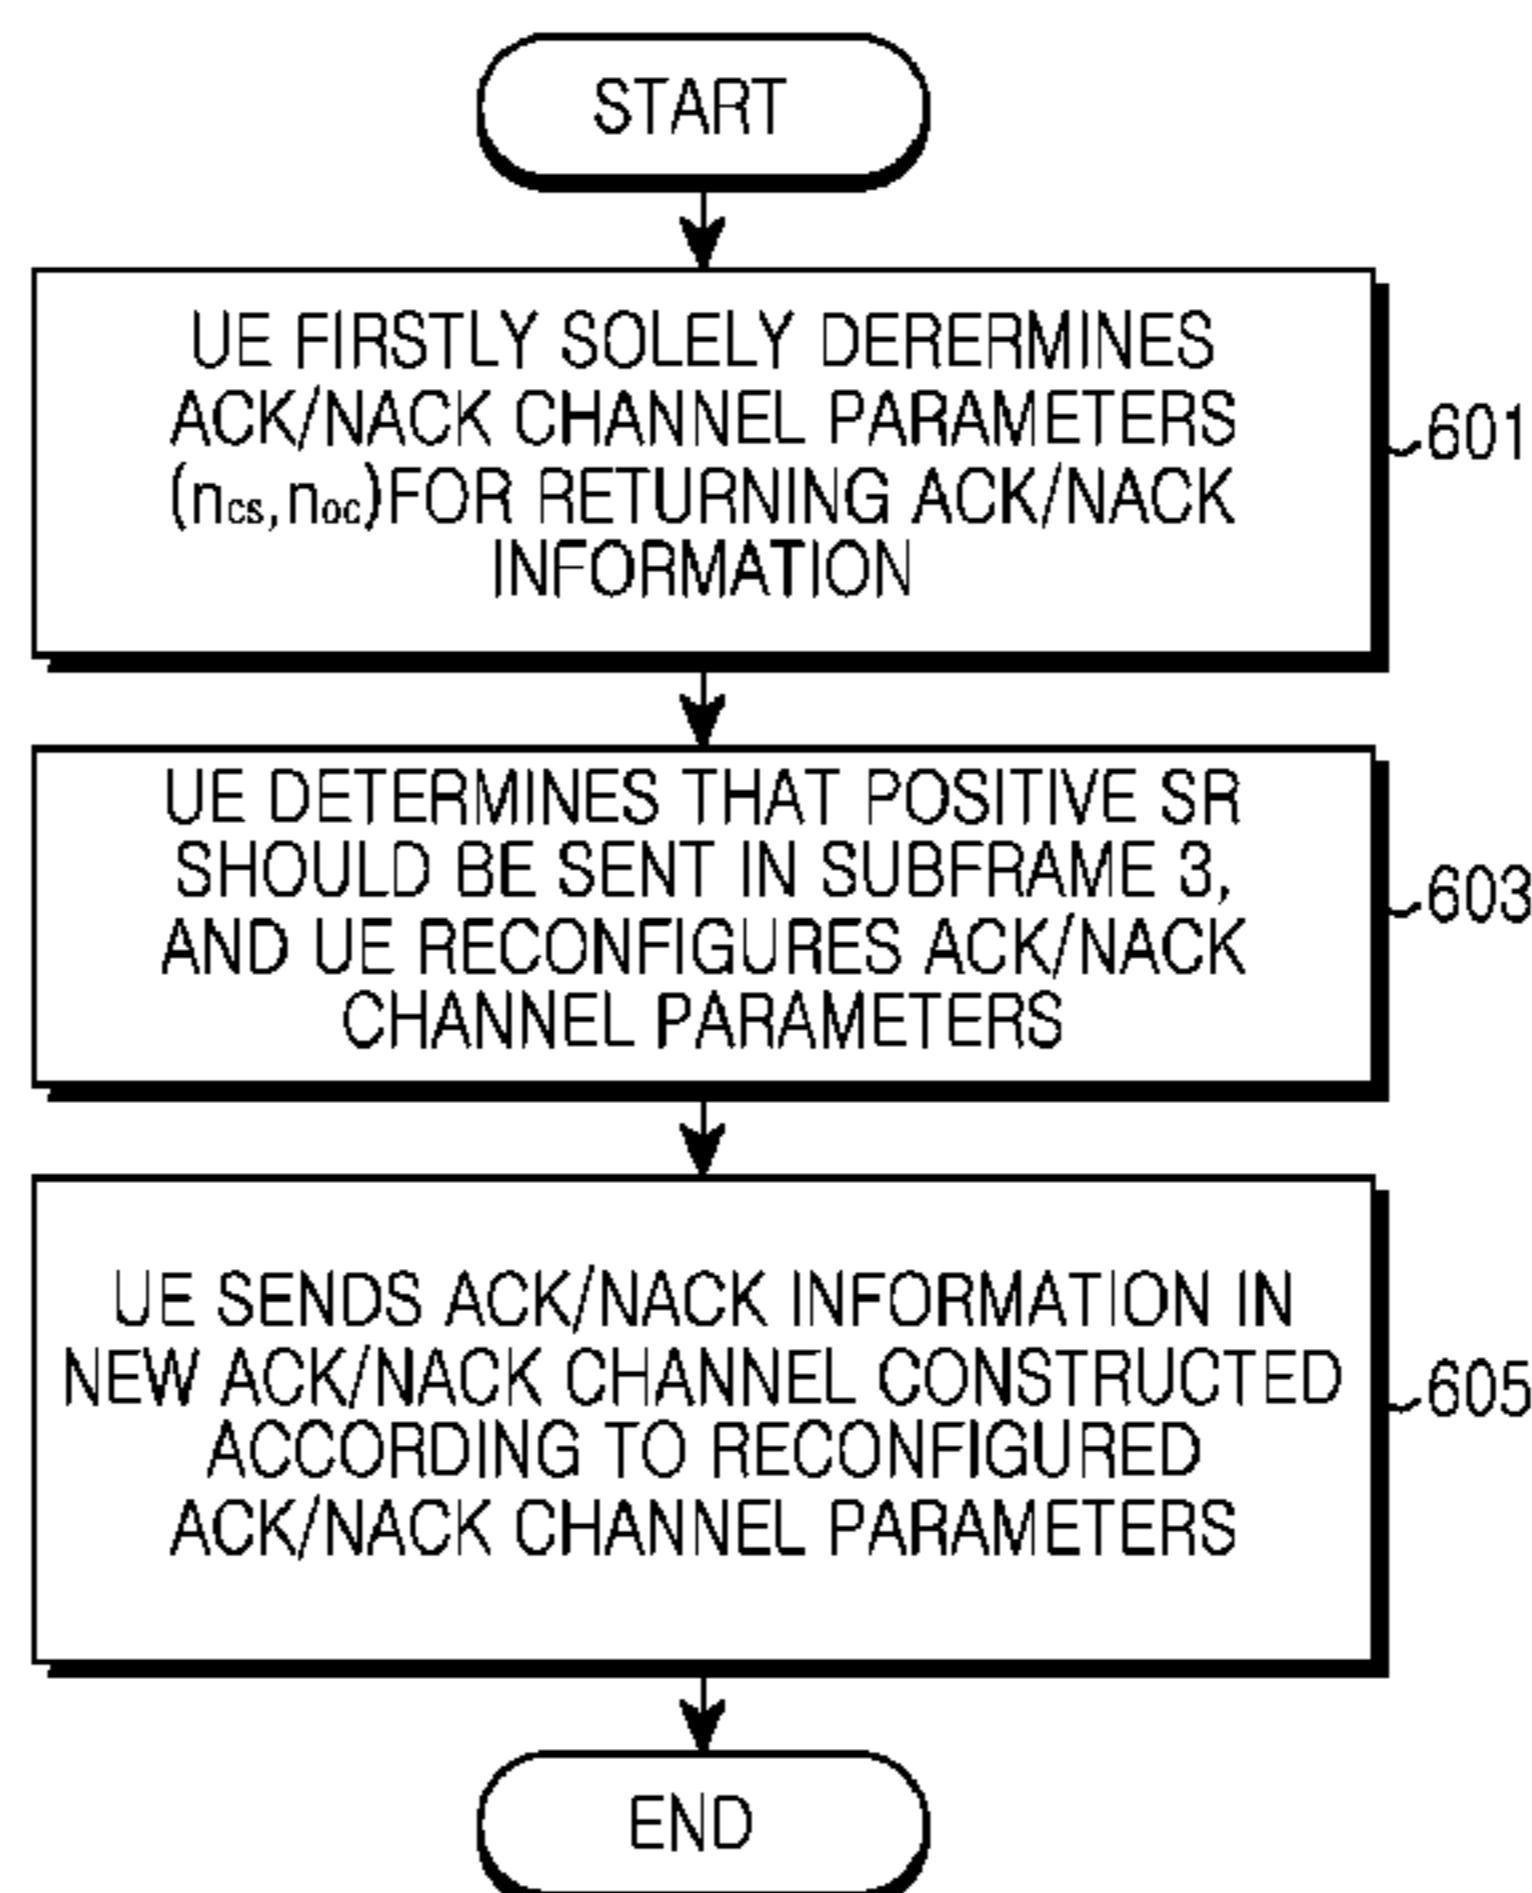 START
UE FIRSTLY SOLELY DERERMINES
ACK/NACK CHANNEL PARAMETERS
(ncs, noc)FOR RETURNING ACK/NACK
INFORMATION
601
UE DETERMINES THAT POSITIVE SR
SHOULD BE SENT IN SUBFRAME 3,
AND UE RECONFIGURES ACK/NACK
CHANNEL PARAMETERS
603
UE SENDS ACK/NACK INFORMATION IN
NEW ACK/NACK CHANNEL CONSTRUCTED
ACCORDING TO RECONFIGURED
ACK/NACK CHANNEL PARAMETERS
605
END